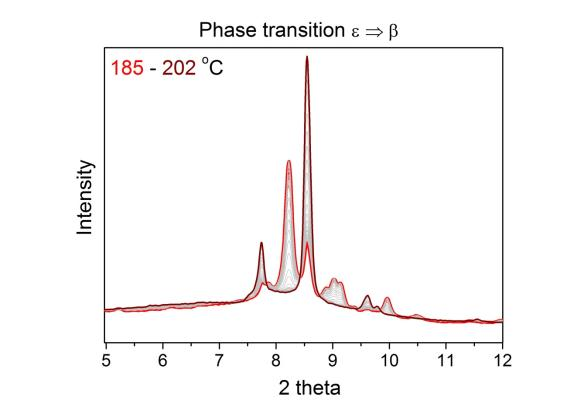 Phase transition ε ⇒ β
185 - 202 °C
Intensity
5 6 7 8 9 10 11 12
2 theta